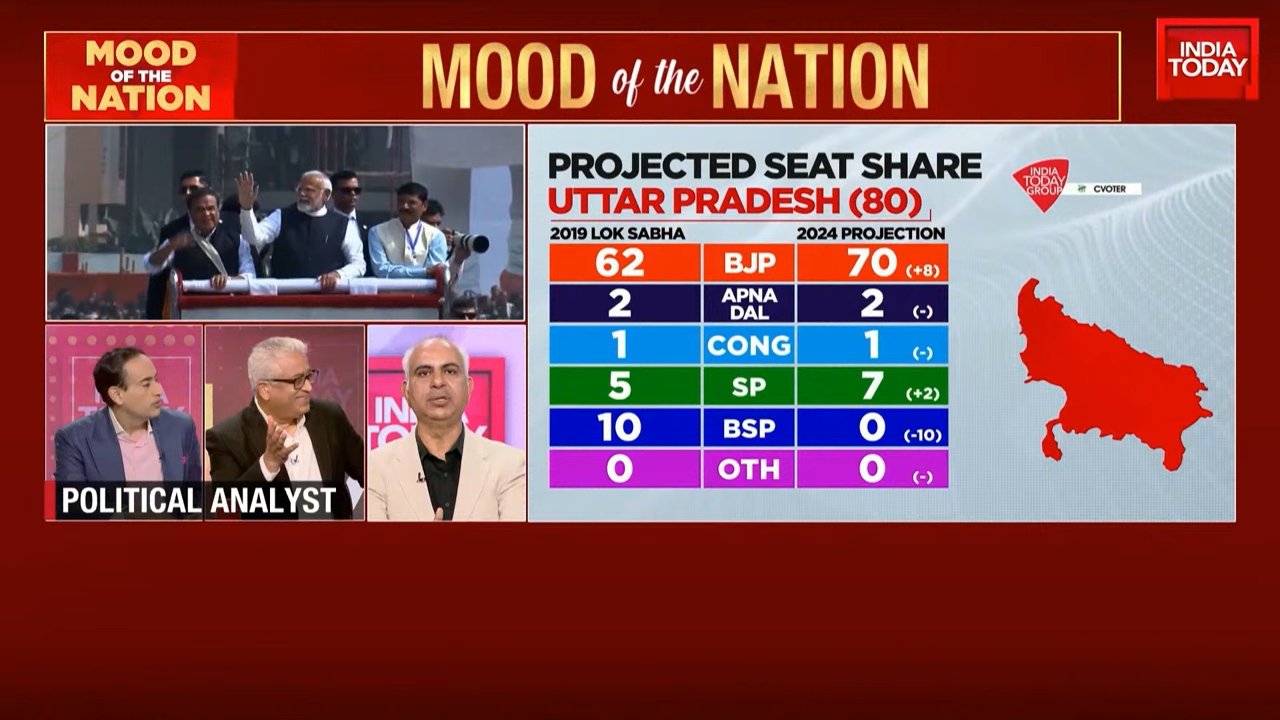 MOOD
OF THE
NATION
MOOD of the NATION
INDIA
TODAY
PROJECTED SEAT SHARE
UTTAR PRADESH (80)
INDIA
TODAY
GROUP
CVOTER
2019 LOK SABHA 2024 PROJECTION
62 BJP 70 (+8)
2 APNA DAL 2 (-)
1 CONG 1 (-)
5 SP 7 (+2)
10 BSP 0 (-10)
0 OTH 0 (-)
POLITICAL ANALYST